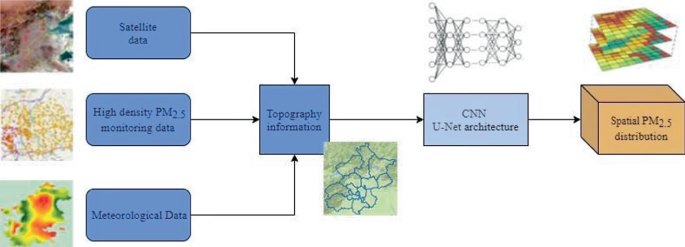 Satellite
data
High density PM2.5
monitoring data
Meteorological Data
Topography
information
CNN
U-Net architecture
Spatial PM2.5
distribution